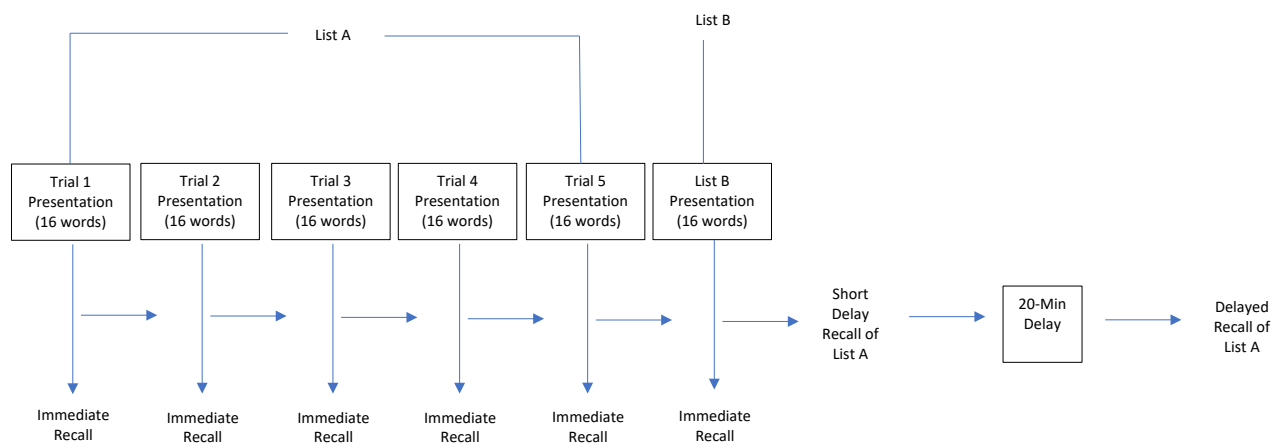 List A
List B
Trial 1
Presentation
(16 words)
Trial 2
Presentation
(16 words)
Trial 3
Presentation
(16 words)
Trial 4
Presentation
(16 words)
Trial 5
Presentation
(16 words)
List B
Presentation
(16 words)
Short
Delay
Recall of
List A
20-Min
Delay
Delayed
Recall of
List A
Immediate
Recall
Immediate
Recall
Immediate
Recall
Immediate
Recall
Immediate
Recall
Immediate
Recall